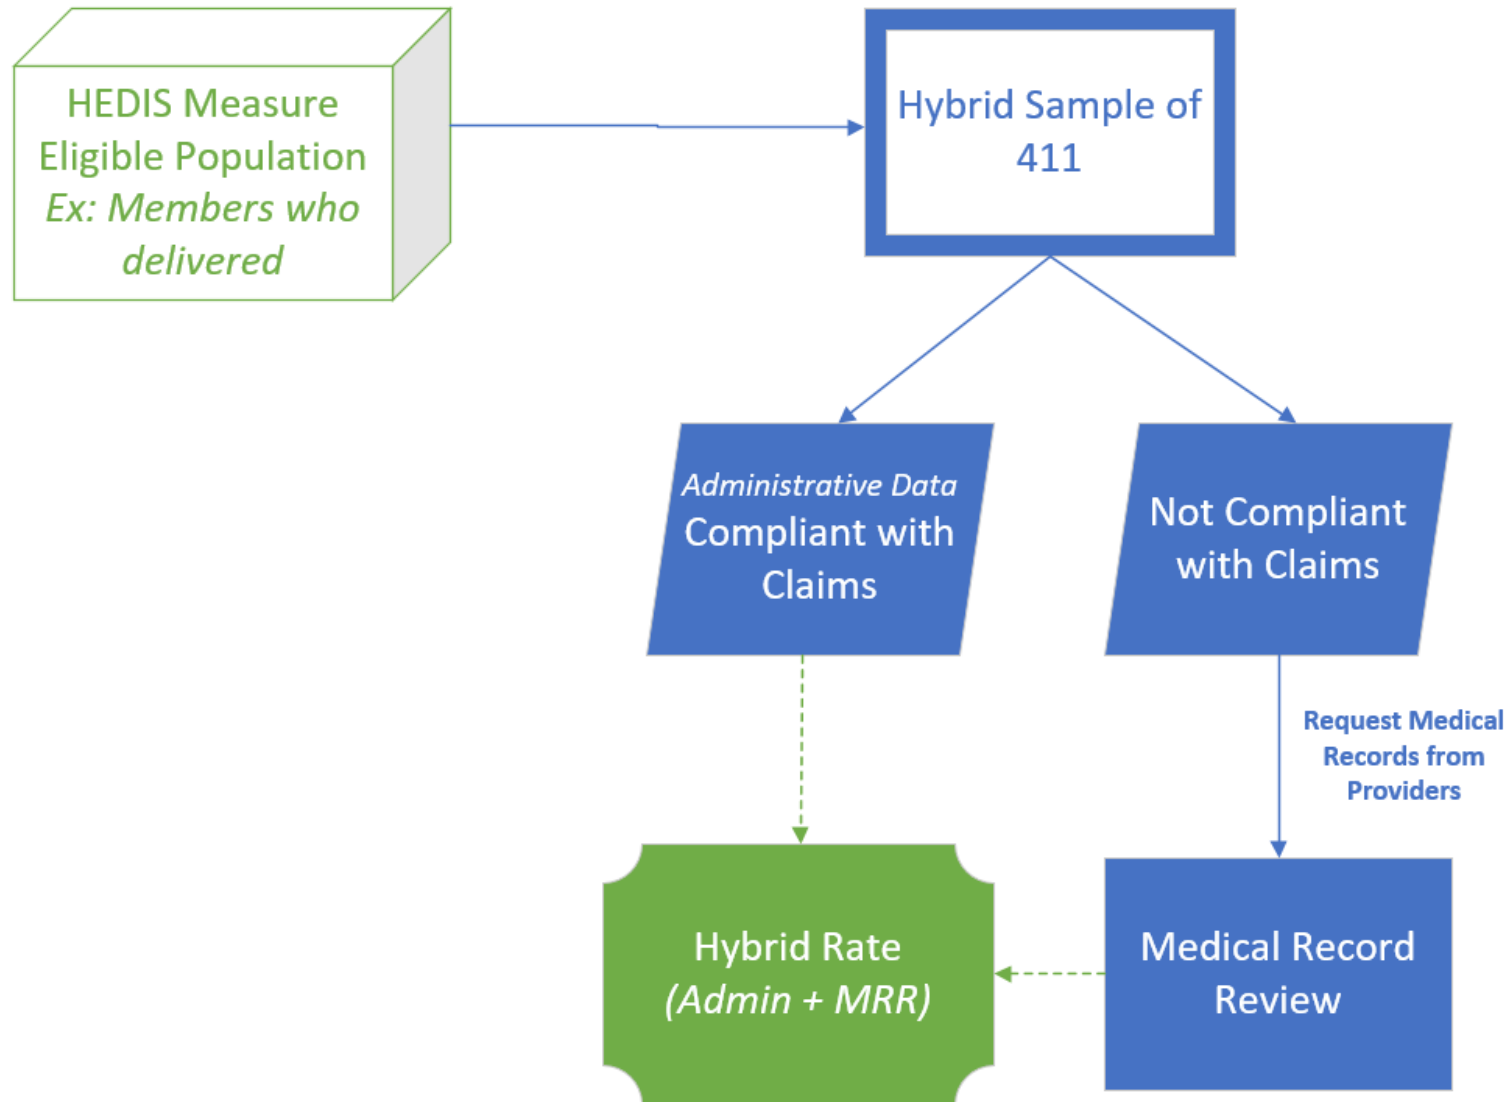 HEDIS Measure
Eligible Population
Ex: Members who
delivered
Hybrid Sample of
411
Administrative Data
Compliant with
Claims
Not Compliant
with Claims
Request Medical
Records from
Providers
Hybrid Rate
(Admin + MRR)
Medical Record
Review